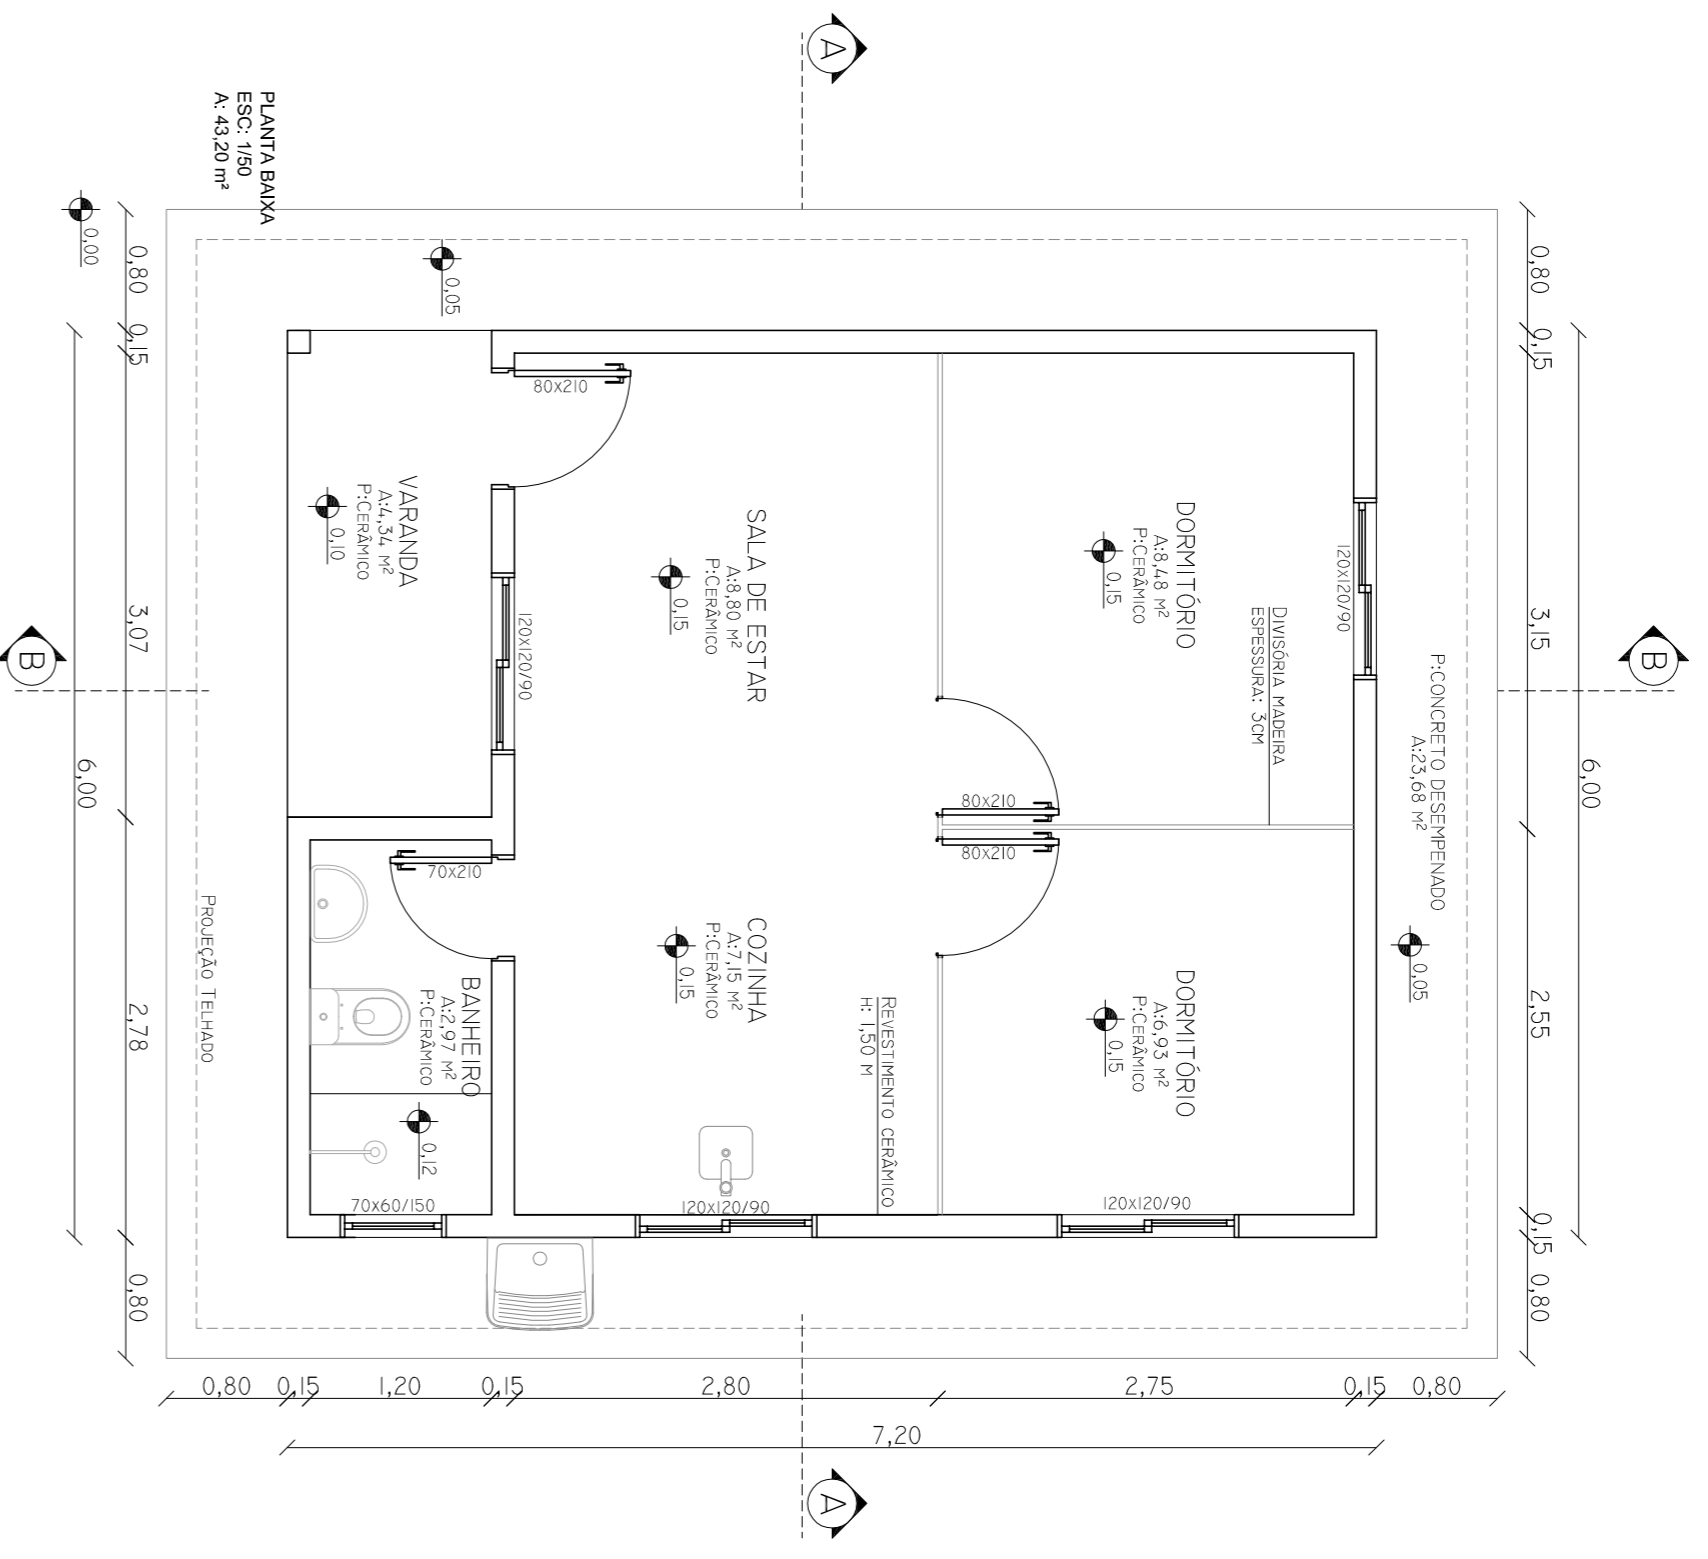 A
PLANTA BAIXA
ESC: 1/50
A: 43,20 m²
0,00
0,80
0,15
3,07
2,78
0,80
6,00
B
0,05
VARANDA
A:4,34 M²
P:CERÂMICO
0,10
80X210
120X120/90
SALA DE ESTAR
A:8,80 M²
P:CERÂMICO
0,15
DORMITÓRIO
A:8,48 M²
P:CERÂMICO
0,15
120X120/90
DIVISÓRIA MADEIRA
ESPESSURA: 3CM
80X210
80X210
P:CONCRETO DESEMPENADO
A:23,68 M²
0,05
0,80
0,15
3,15
2,55
0,15
0,80
6,00
B
70X210
BANHEIRO
A:2,97 M²
P:CERÂMICO
0,12
70X60/150
COZINHA
A:7,15 M²
P:CERÂMICO
0,15
REVESTIMENTO CERÂMICO
H: 1,50 M
120X120/90
DORMITÓRIO
A:6,93 M²
P:CERÂMICO
0,15
120X120/90
PROJEÇÃO TELHADO
0,80
0,15
1,20
0,15
2,80
2,75
0,15
0,80
7,20
A